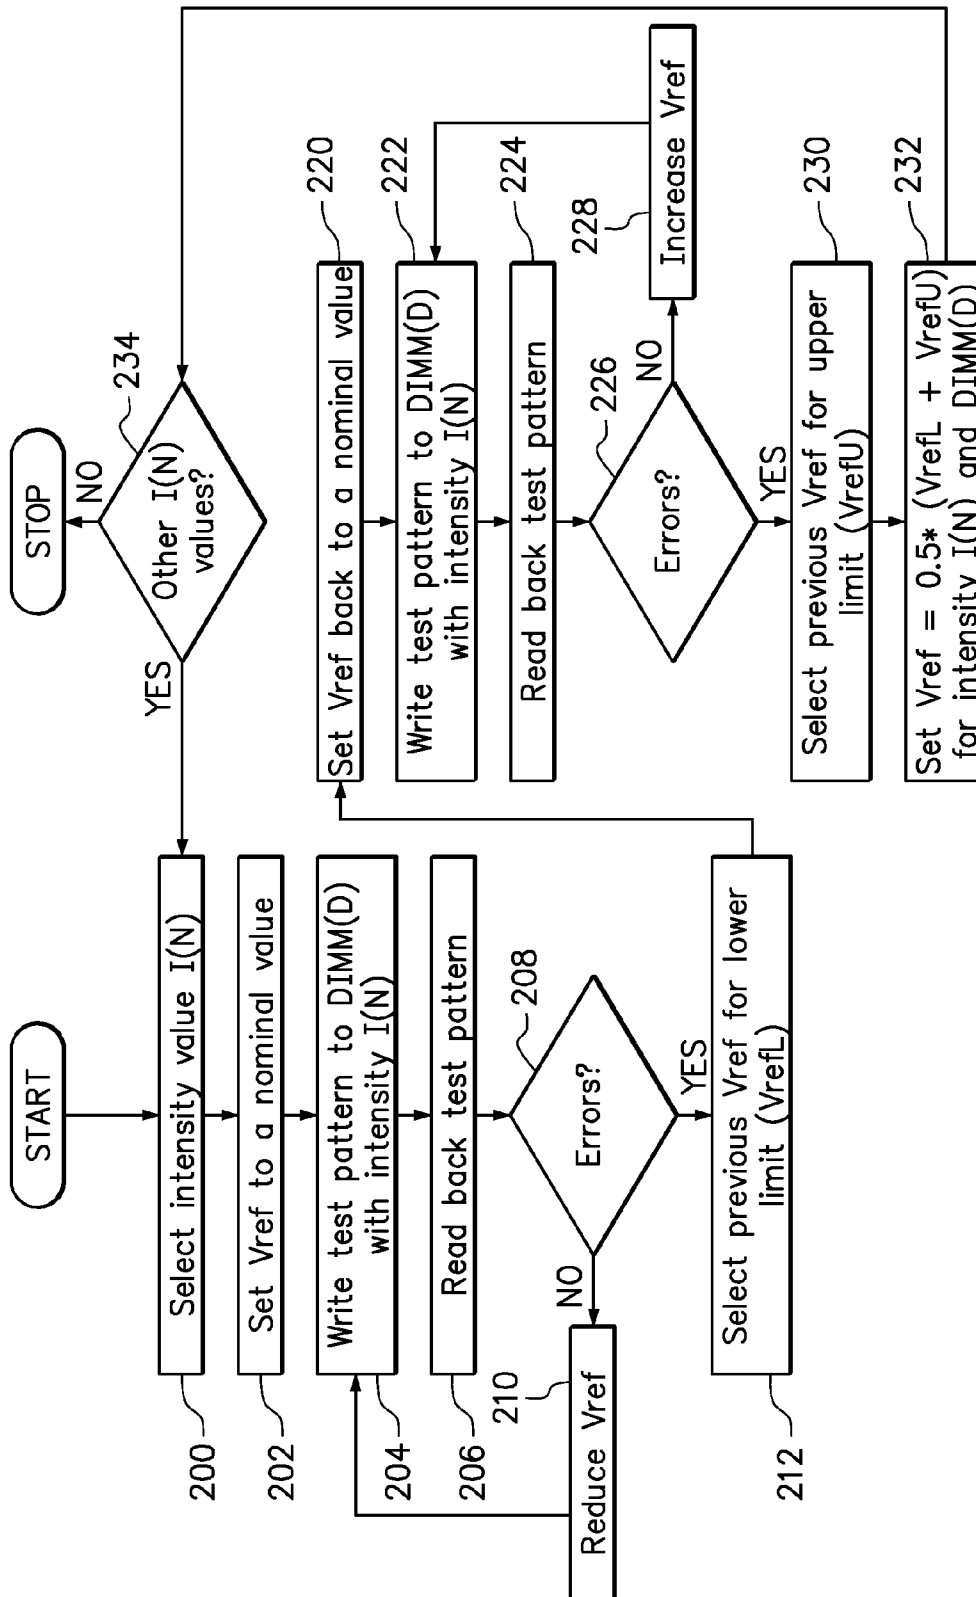 START
Select intensity value I(N)
200
Set Vref to a nominal value
202
Write test pattern to DIMM(D)
with intensity I(N)
204
Read back test pattern
206
Errors?
208
NO
YES
210
Reduce Vref
Select previous Vref for lower
limit (VrefL)
212
STOP
NO
234
Other I(N)
values?
YES
Set Vref back to a nominal value
220
Write test pattern to DIMM(D)
with intensity I(N)
222
Read back test pattern
224
Errors?
226
NO
YES
228
Increase Vref
Select previous Vref for upper
limit (VrefU)
230
Set Vref = 0.5* (VrefL + VrefU)
for intensity I(N) and DIMM(D)
232